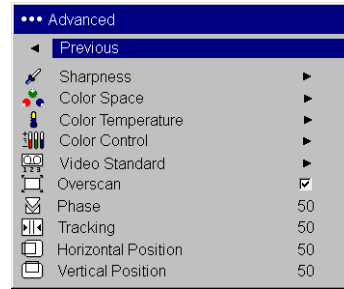 ••• Advanced
Previous
Sharpness
Color Space
Color Temperature
Color Control
Video Standard
Overscan
Phase 50
Tracking 50
Horizontal Position 50
Vertical Position 50